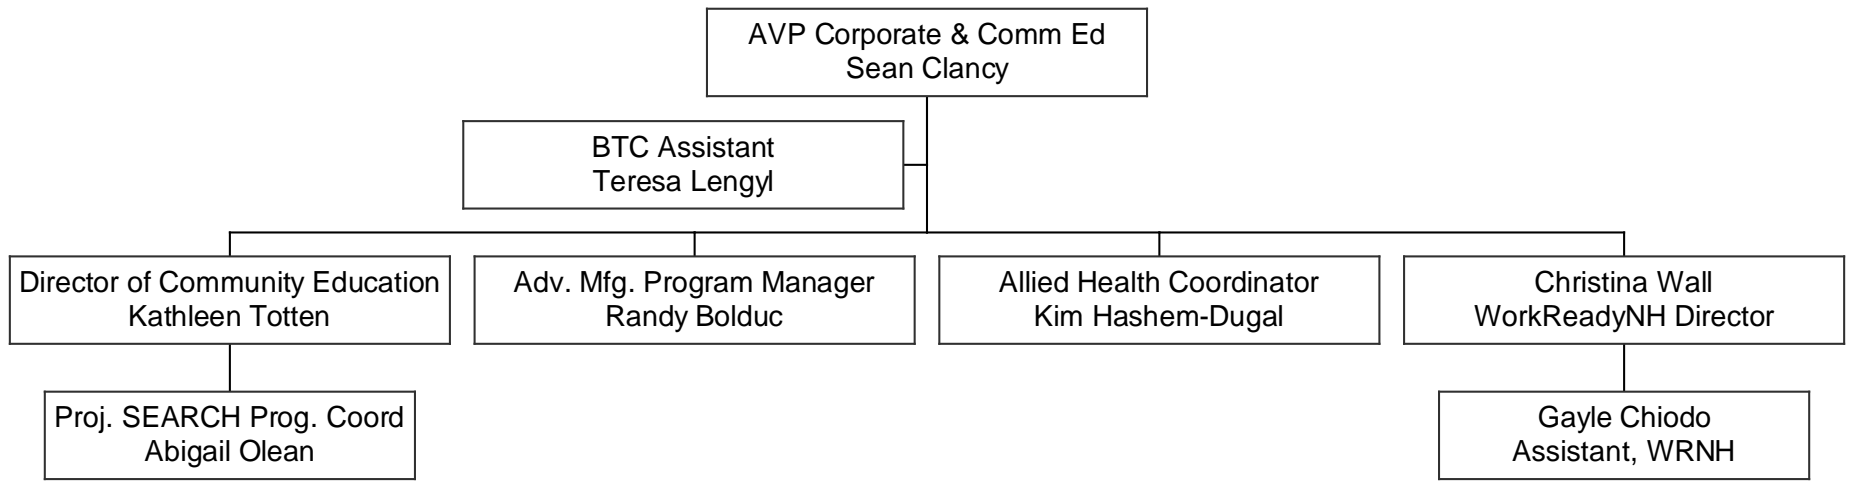 AVP Corporate & Comm Ed
Sean Clancy
BTC Assistant
Teresa Lengyl
Director of Community Education
Kathleen Totten
Adv. Mfg. Program Manager
Randy Bolduc
Allied Health Coordinator
Kim Hashem-Dugal
Christina Wall
WorkReadyNH Director
Proj. SEARCH Prog. Coord
Abigail Olean
Gayle Chiodo
Assistant, WRNH